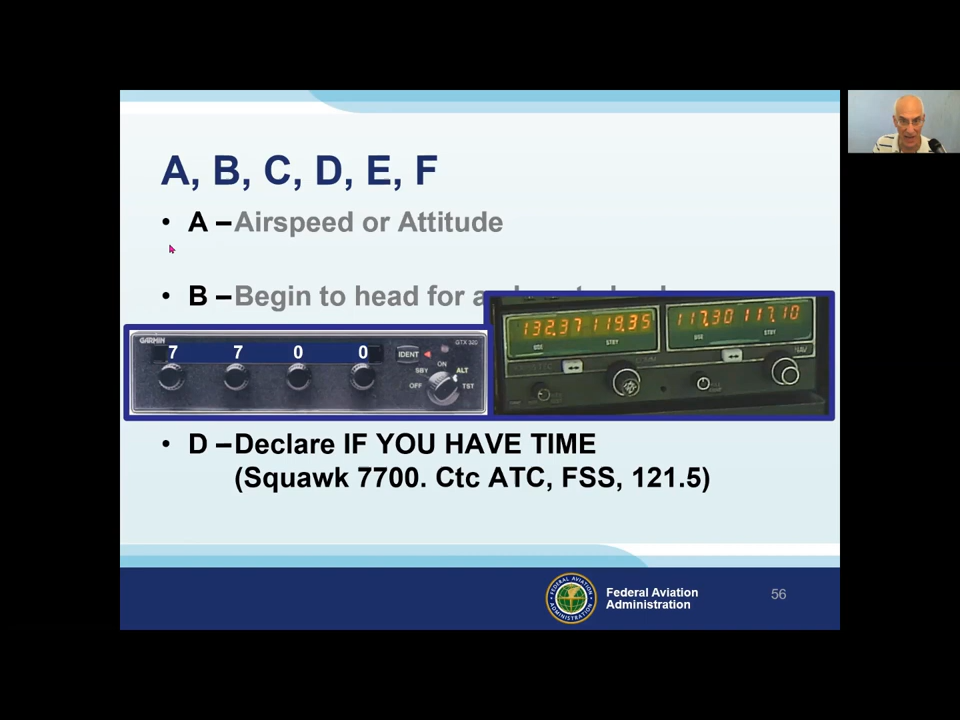 A, B, C, D, E, F
• A – Airspeed or Attitude
• B – Begin to head for a
GARMIN
GTX 320
7 7 0 0
IDENT
ON
SBY
ALT
OFF
TST
132.37 119.35
USE
STBY
117.30 117.10
USE
STBY
NAV
• D – Declare IF YOU HAVE TIME
(Squawk 7700. Ctc ATC, FSS, 121.5)
Federal Aviation
Administration
56